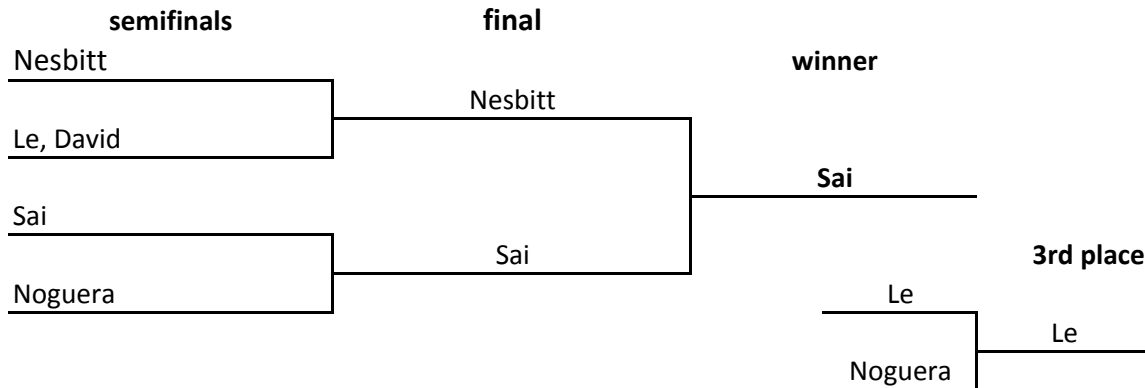 semifinals
final
Nesbitt
winner
Nesbitt
Le, David
Sai
Sai
Sai
3rd place
Noguera
Le
Le
Noguera